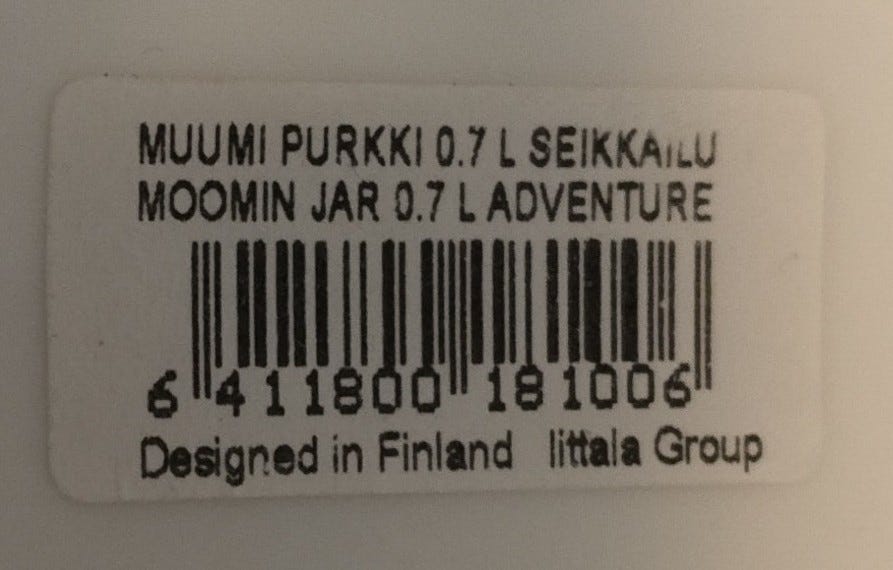 MUUMI PURKKI 0.7 L SEIKKAILU
MOOMIN JAR 0.7 L ADVENTURE
6 411800 181006
Designed in Finland Iittala Group